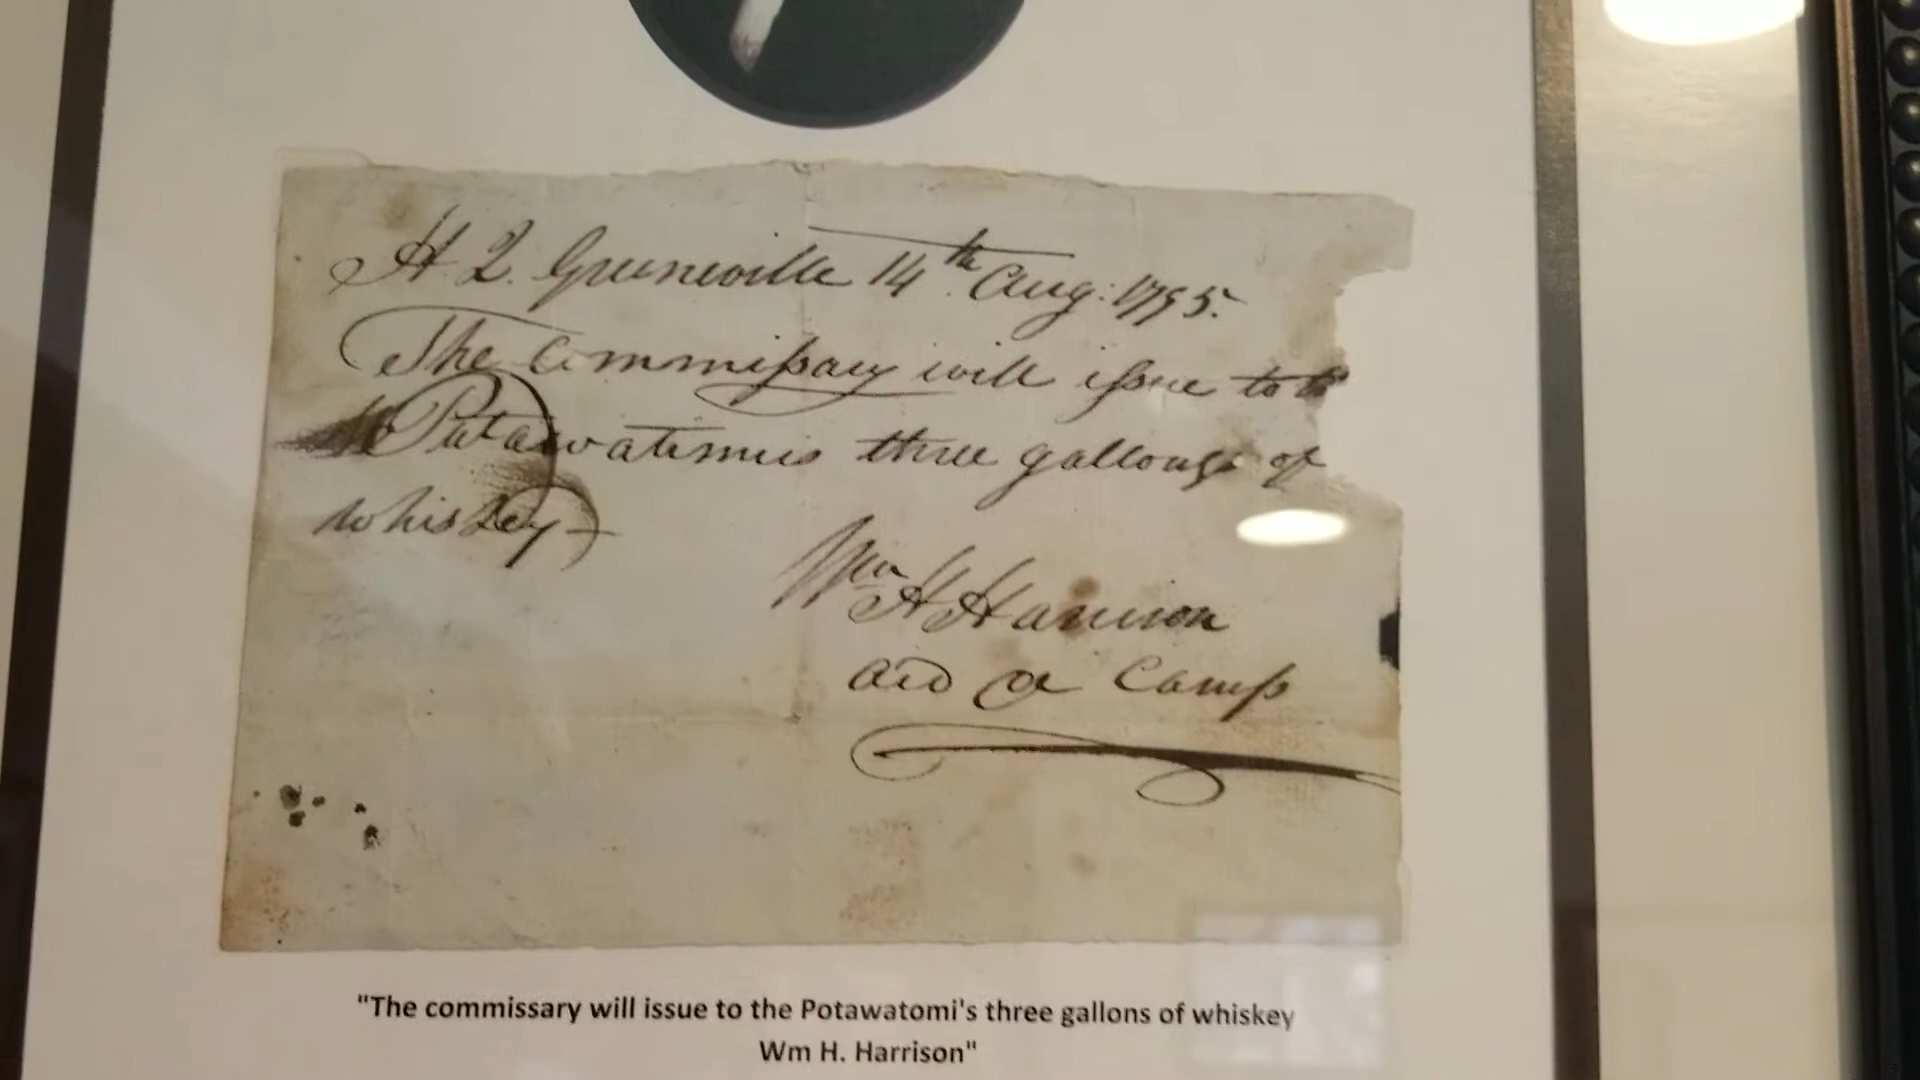 H Q. Greeneville 14th. Aug: 1795.
The Commissary will issue to
Potawatimies three gallons of
whiskey
Wm H Harrison
aid de Camp
"The commissary will issue to the Potawatomi's three gallons of whiskey
Wm H. Harrison"